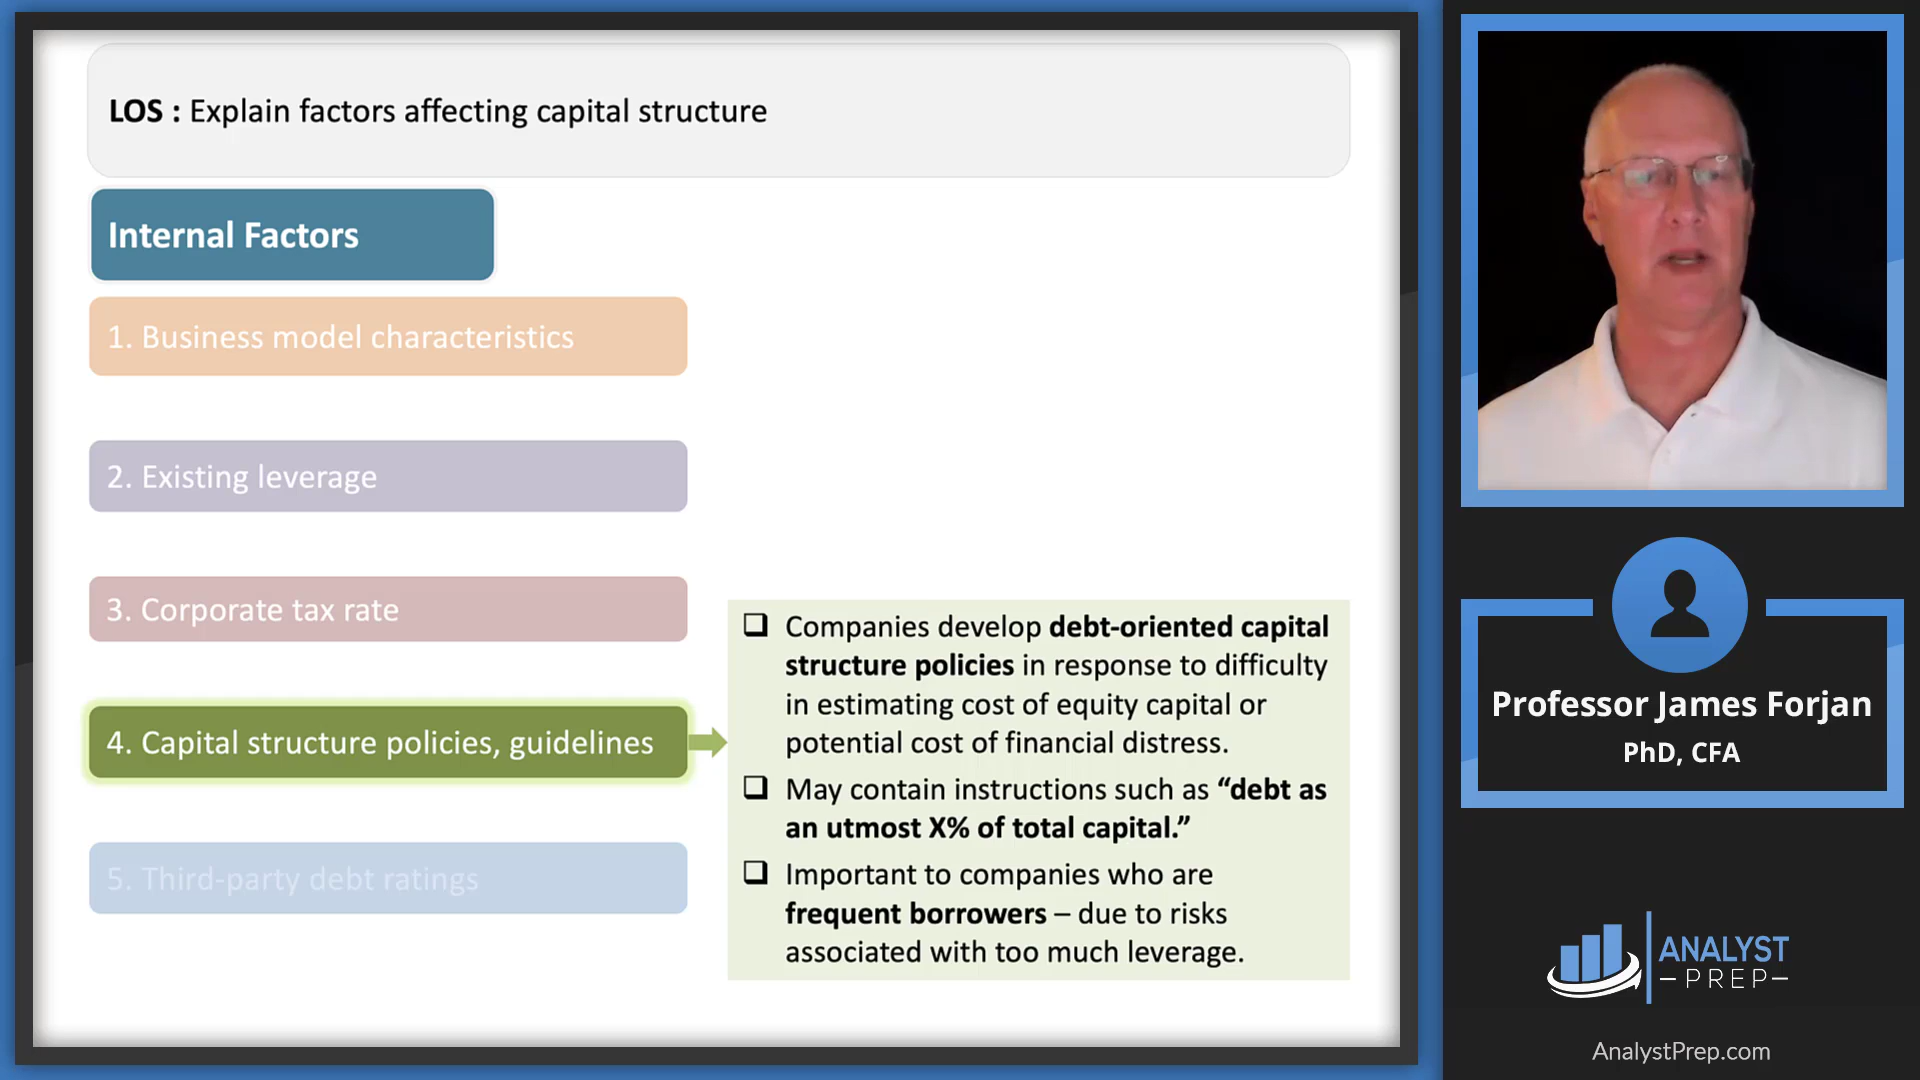 LOS : Explain factors affecting capital structure
Internal Factors
1. Business model characteristics
2. Existing leverage
3. Corporate tax rate
4. Capital structure policies, guidelines
5. Third-party debt ratings
❑ Companies develop debt-oriented capital
structure policies in response to difficulty
in estimating cost of equity capital or
potential cost of financial distress.
❑ May contain instructions such as “debt as
an utmost X% of total capital.”
❑ Important to companies who are
frequent borrowers – due to risks
associated with too much leverage.
Professor James Forjan
PhD, CFA
ANALYST
–PREP–
AnalystPrep.com